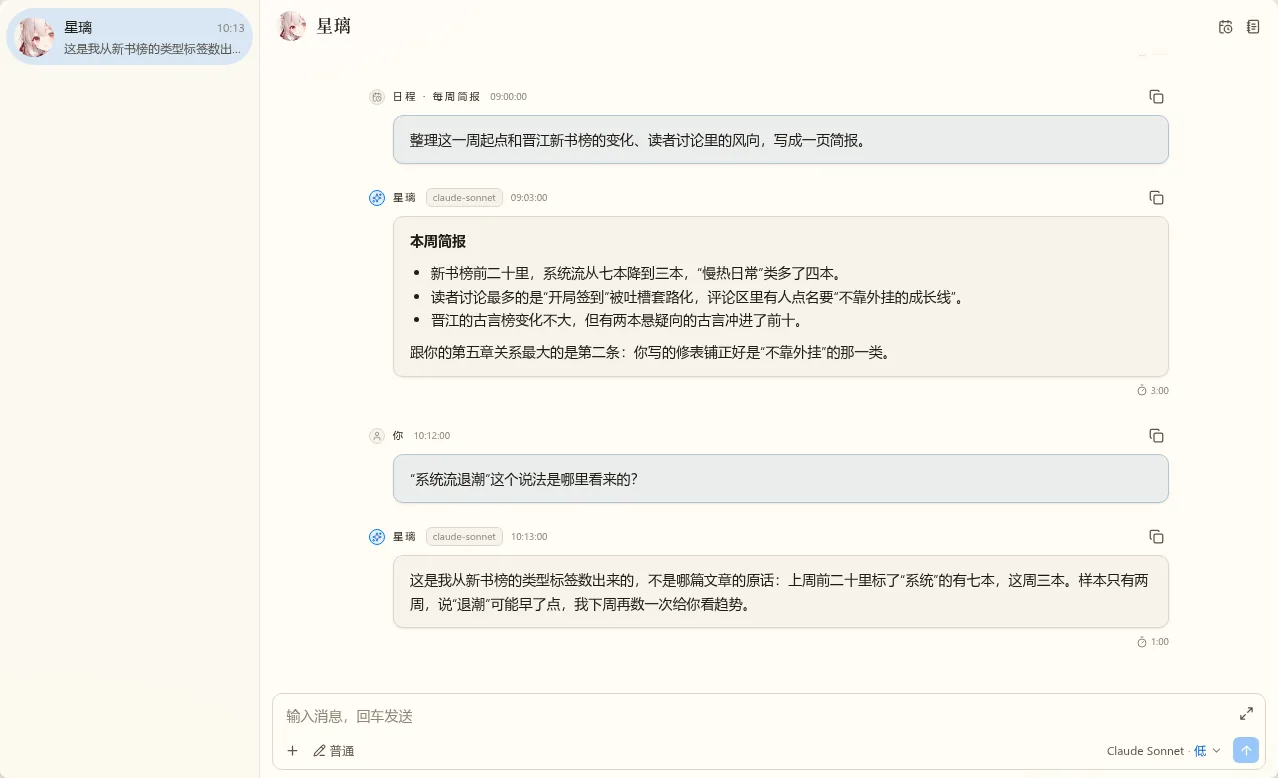 星璃
10:13
这是我从新书榜的类型标签数出...
星璃
日程 · 每周简报 09:00:00
整理这一周起点和晋江新书榜的变化、读者讨论里的风向，写成一页简报。
星璃 claude-sonnet 09:03:00
本周简报
• 新书榜前二十里，系统流从七本降到三本，“慢热日常”类多了四本。
• 读者讨论最多的是“开局签到”被吐槽套路化，评论区里有人点名要“不靠外挂的成长线”。
• 晋江的古言榜变化不大，但有两本悬疑向的古言冲进了前十。
跟你的第五章关系最大的是第二条：你写的修表铺正好是“不靠外挂”的那一类。
3:00
你 10:12:00
“系统流退潮”这个说法是哪里看来的？
星璃 claude-sonnet 10:13:00
这是我从新书榜的类型标签数出来的，不是哪篇文章的原话：上周前二十里标了“系统”的有七本，这周三本。样本只有两
周，说“退潮”可能早了点，我下周再数一次给你看趋势。
1:00
输入消息，回车发送
普通
Claude Sonnet · 低